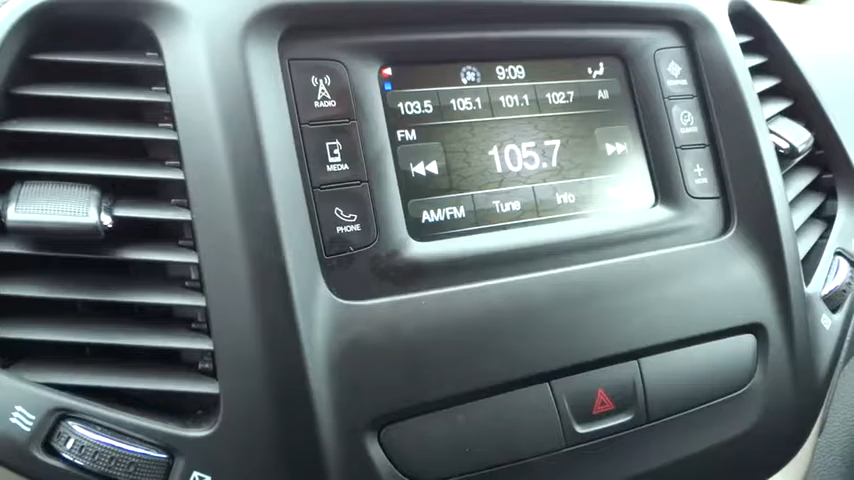 9:09
103.5 105.1 101.1 102.7 All
FM
105.7
AM/FM Tune Info
RADIO
MEDIA
PHONE
MORE